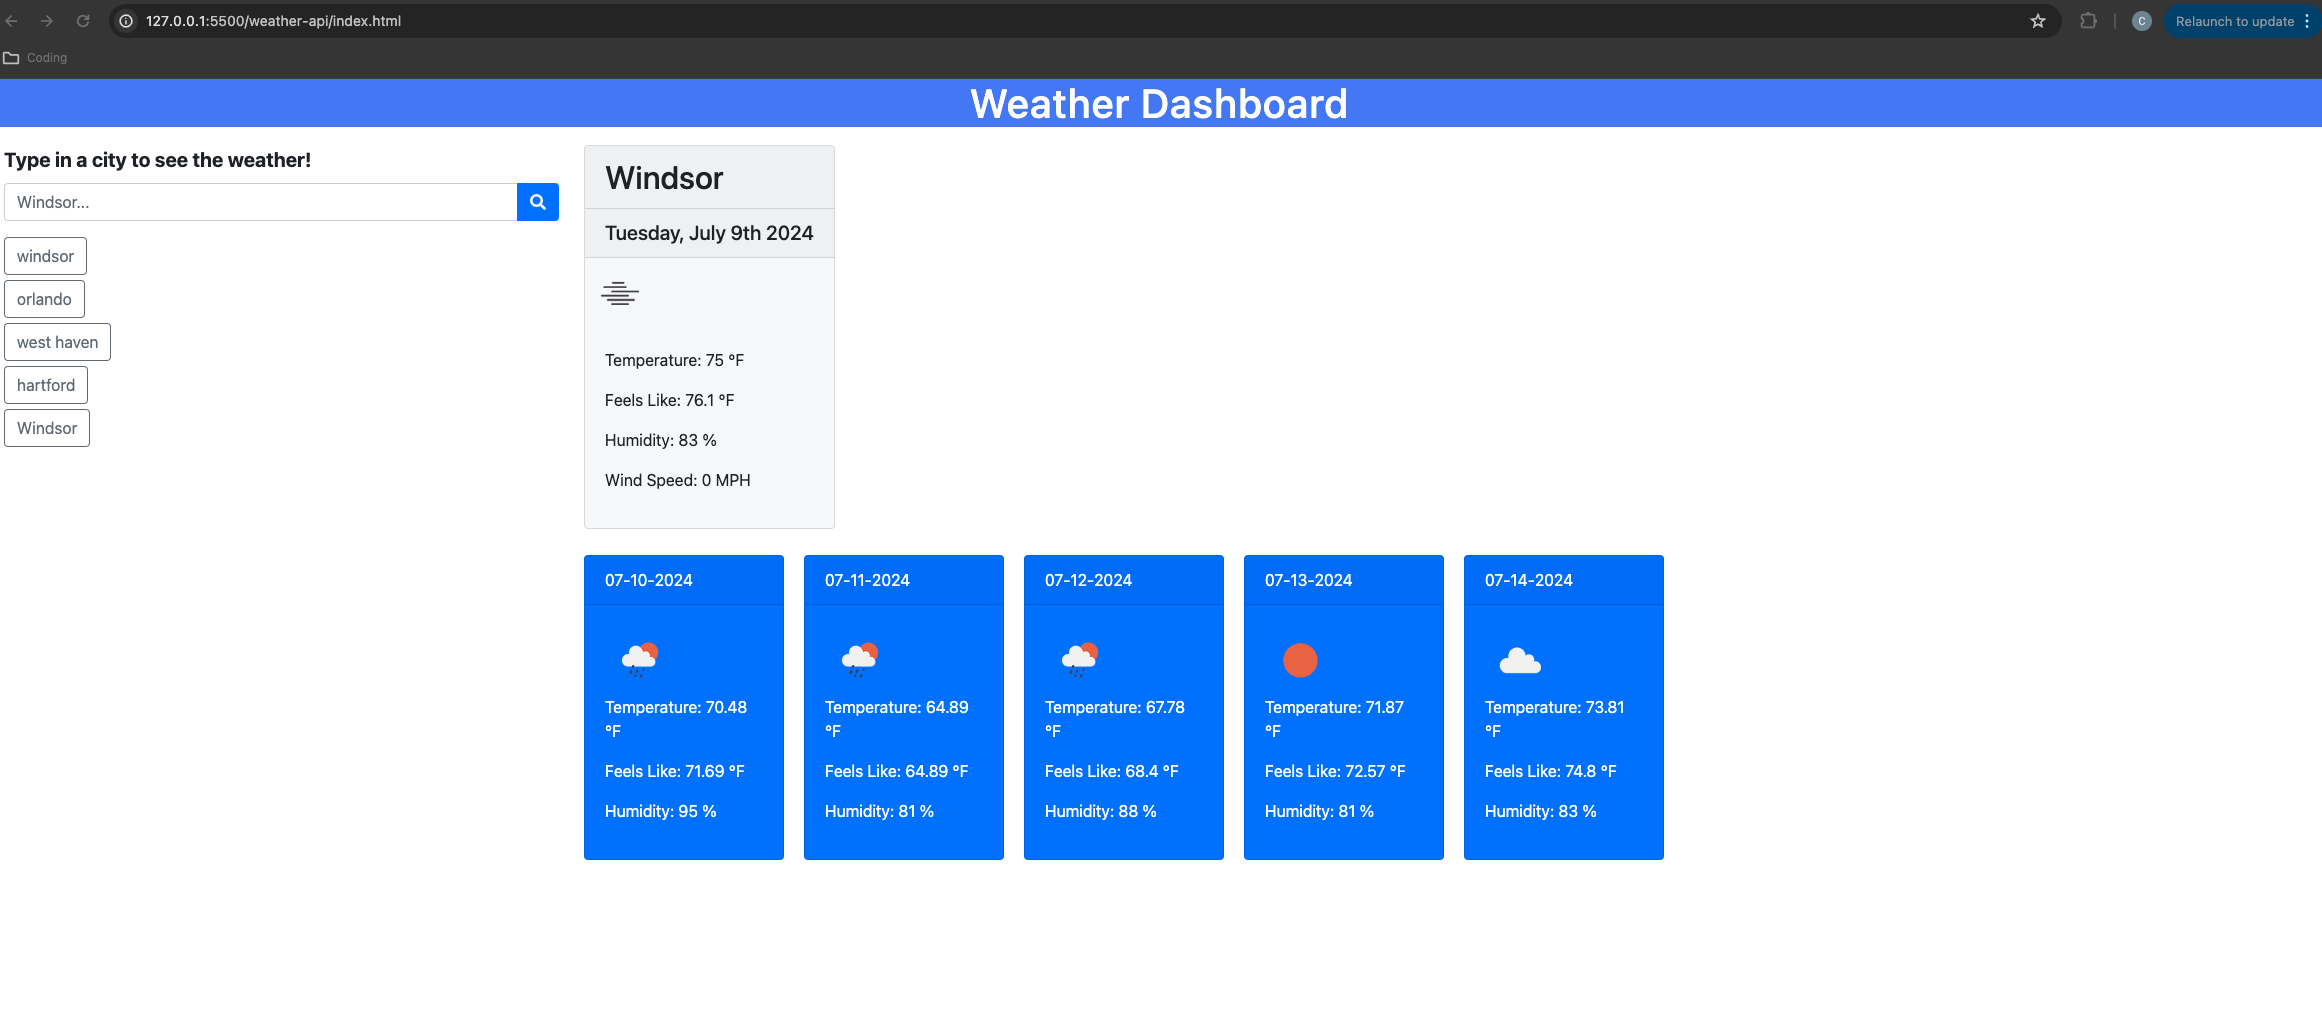 127.0.0.1:5500/weather-api/index.html
C
Relaunch to update
Coding
Weather Dashboard
Type in a city to see the weather!
Windsor...
windsor
orlando
west haven
hartford
Windsor
Windsor
Tuesday, July 9th 2024
Temperature: 75 °F
Feels Like: 76.1 °F
Humidity: 83 %
Wind Speed: 0 MPH
07-10-2024
Temperature: 70.48
°F
Feels Like: 71.69 °F
Humidity: 95 %
07-11-2024
Temperature: 64.89
°F
Feels Like: 64.89 °F
Humidity: 81 %
07-12-2024
Temperature: 67.78
°F
Feels Like: 68.4 °F
Humidity: 88 %
07-13-2024
Temperature: 71.87
°F
Feels Like: 72.57 °F
Humidity: 81 %
07-14-2024
Temperature: 73.81
°F
Feels Like: 74.8 °F
Humidity: 83 %